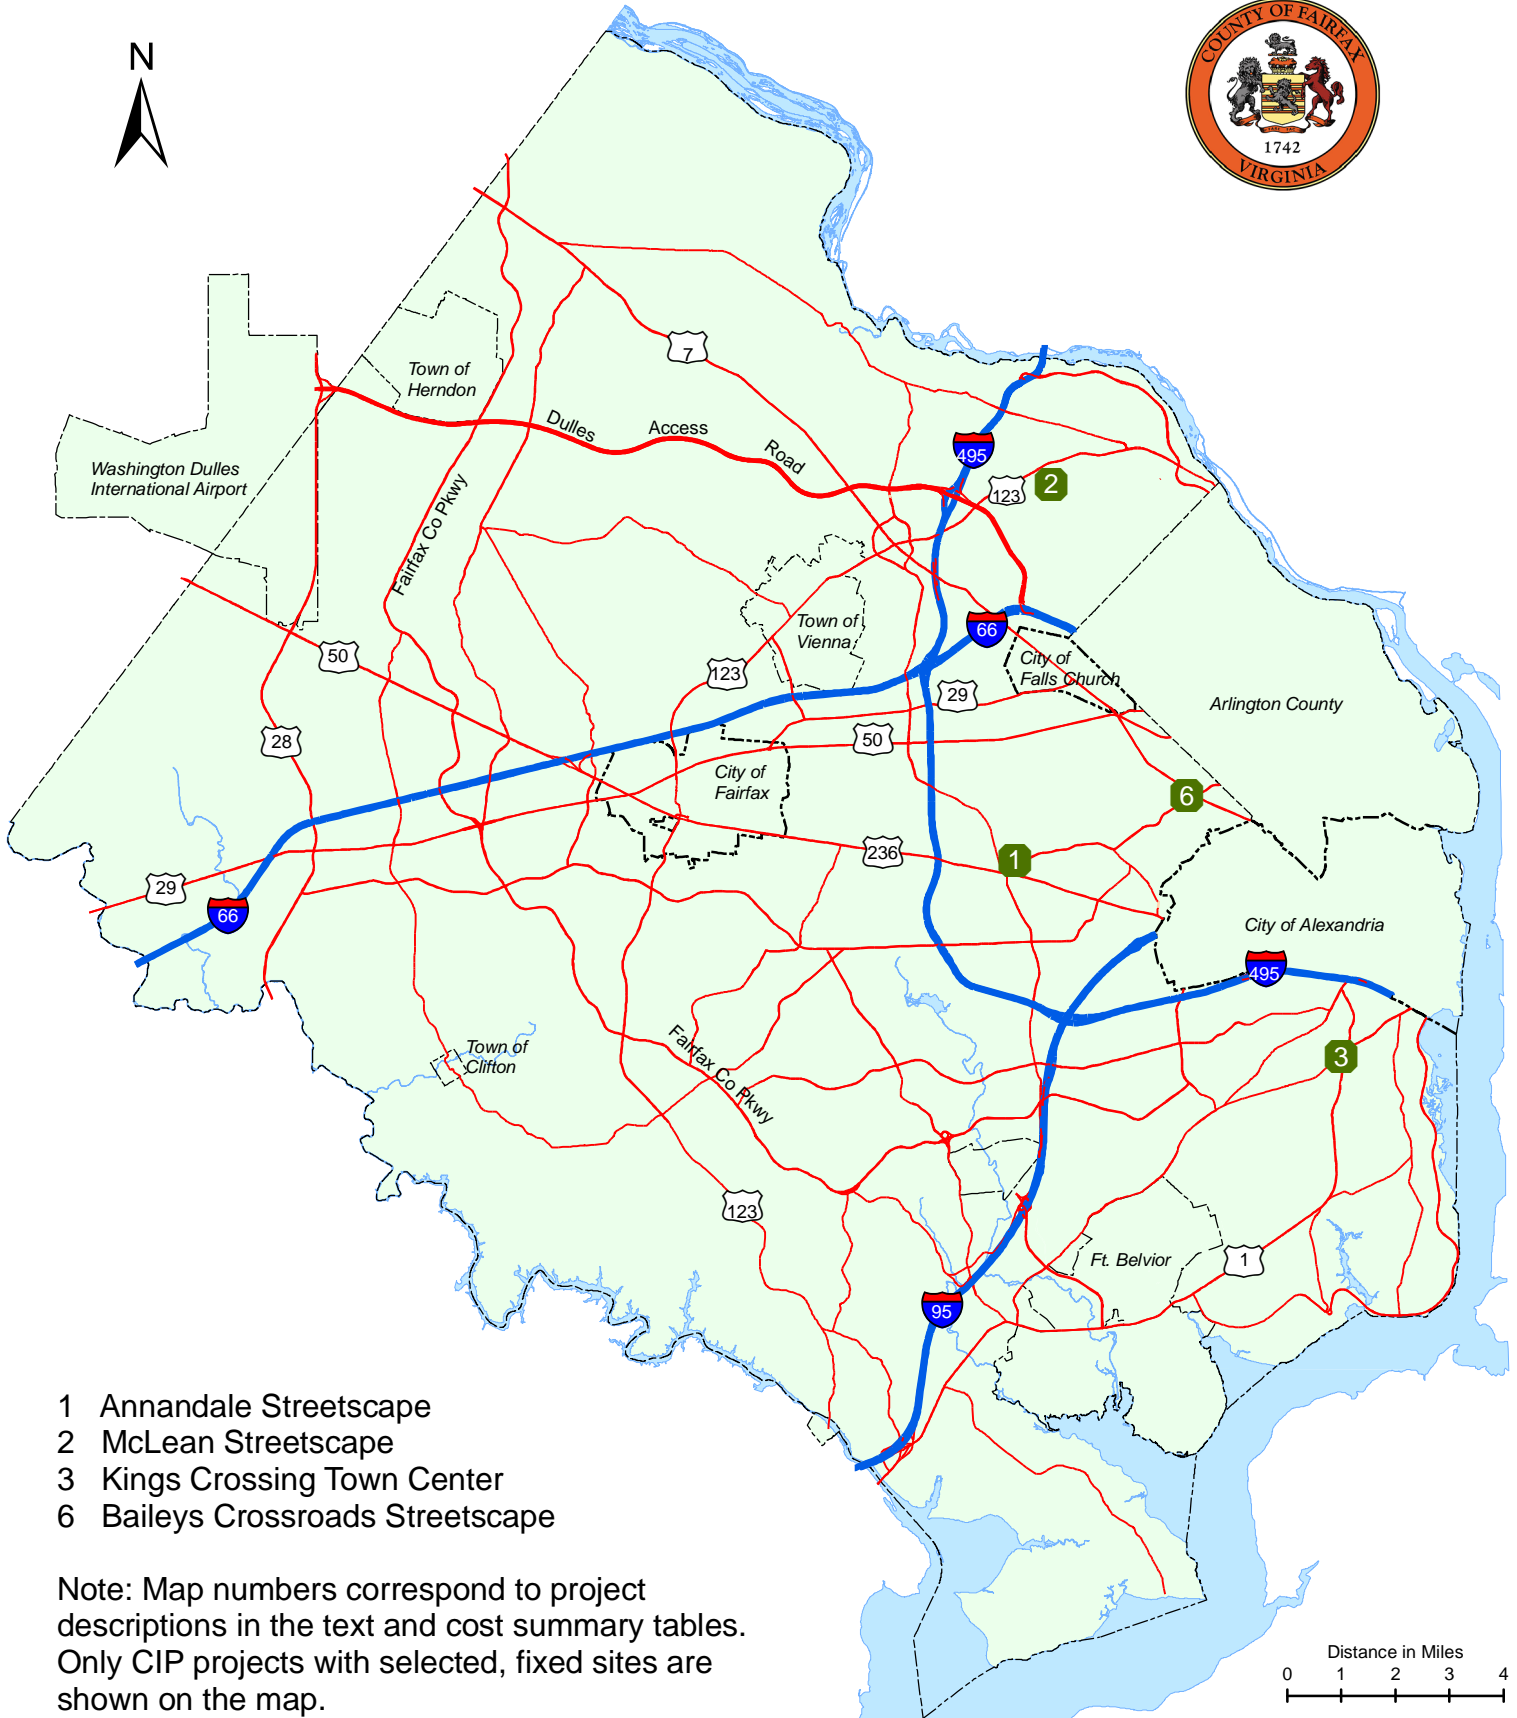 N
COUNTY OF FAIRFAX
1742
VIRGINIA
7
Town of
Herndon
Dulles
Access
Road
495
Washington Dulles
International Airport
123
2
Fairfax Co Pkwy
Town of
Vienna
66
50
City of
Falls Church
123
29
Arlington County
28
50
City of
Fairfax
6
236
1
29
66
City of Alexandria
495
Town of
Clifton
Fairfax Co Pkwy
3
123
Ft. Belvior
1
95
1 Annandale Streetscape
2 McLean Streetscape
3 Kings Crossing Town Center
6 Baileys Crossroads Streetscape
Note: Map numbers correspond to project
descriptions in the text and cost summary tables.
Only CIP projects with selected, fixed sites are
shown on the map.
Distance in Miles
0 1 2 3 4